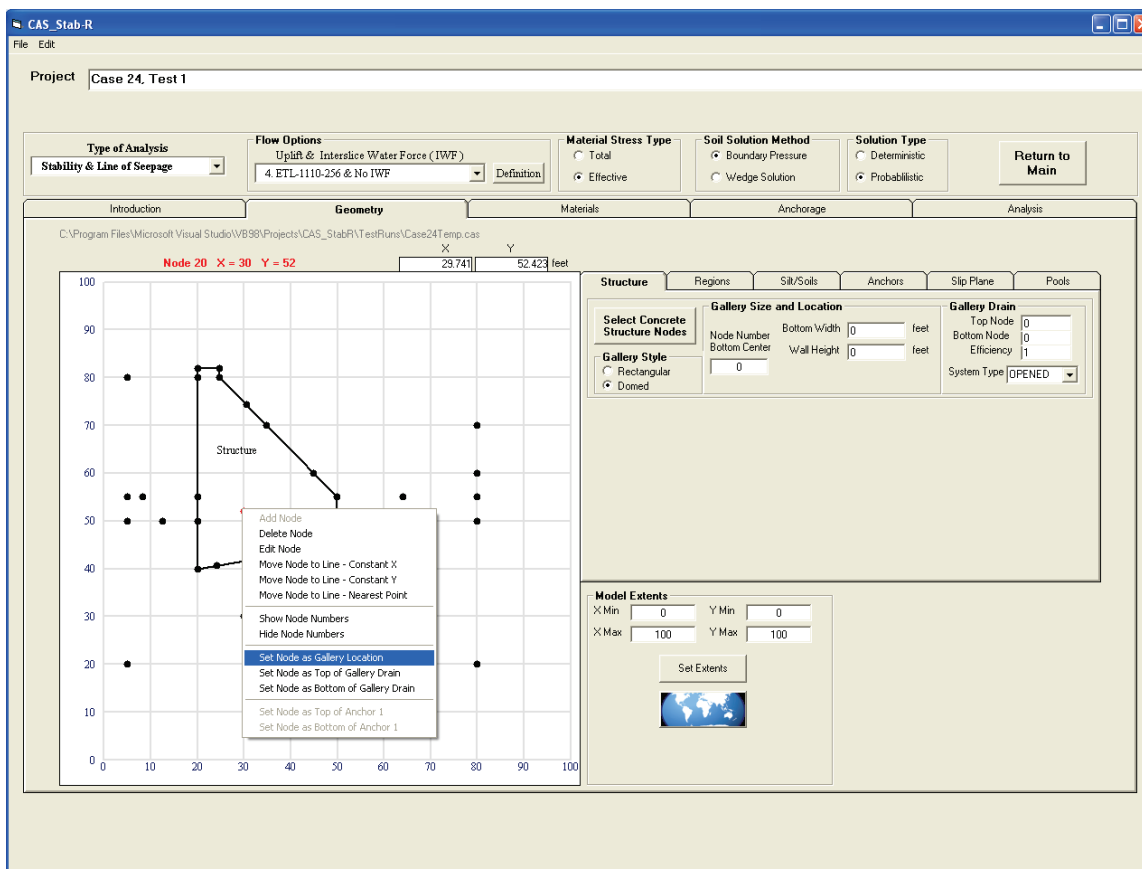 CAS_Stab-R
File Edit
Project Case 24, Test 1
Type of Analysis
Stability & Line of Seepage
Flow Options
Uplift & Interslice Water Force ( IWF )
4. ETL-1110-256 & No IWF Definition
Material Stress Type
Total
Effective
Soil Solution Method
Boundary Pressure
Wedge Solution
Solution Type
Deterministic
Probablilistic
Return to
Main
Introduction Geometry Materials Anchorage Analysis
C:\Program Files\Microsoft Visual Studio\VB98\Projects\CAS_StabR\TestRuns\Case24Temp.cas
X Y
Node 20 X = 30 Y = 52 29.741 52.423 feet
100
90
80
70
60
50
40
30
20
10
0
0 10 20 30 40 50 60 70 80 90 100
Structure
Add Node
Delete Node
Edit Node
Move Node to Line - Constant X
Move Node to Line - Constant Y
Move Node to Line - Nearest Point
Show Node Numbers
Hide Node Numbers
Set Node as Gallery Location
Set Node as Top of Gallery Drain
Set Node as Bottom of Gallery Drain
Set Node as Top of Anchor 1
Set Node as Bottom of Anchor 1
Structure Regions Silt/Soils Anchors Slip Plane Pools
Select Concrete
Structure Nodes
Gallery Style
Rectangular
Domed
Gallery Size and Location
Node Number
Bottom Center
0
Bottom Width 0 feet
Wall Height 0 feet
Gallery Drain
Top Node 0
Bottom Node 0
Efficiency 1
System Type OPENED
Model Extents
X Min 0 Y Min 0
X Max 100 Y Max 100
Set Extents